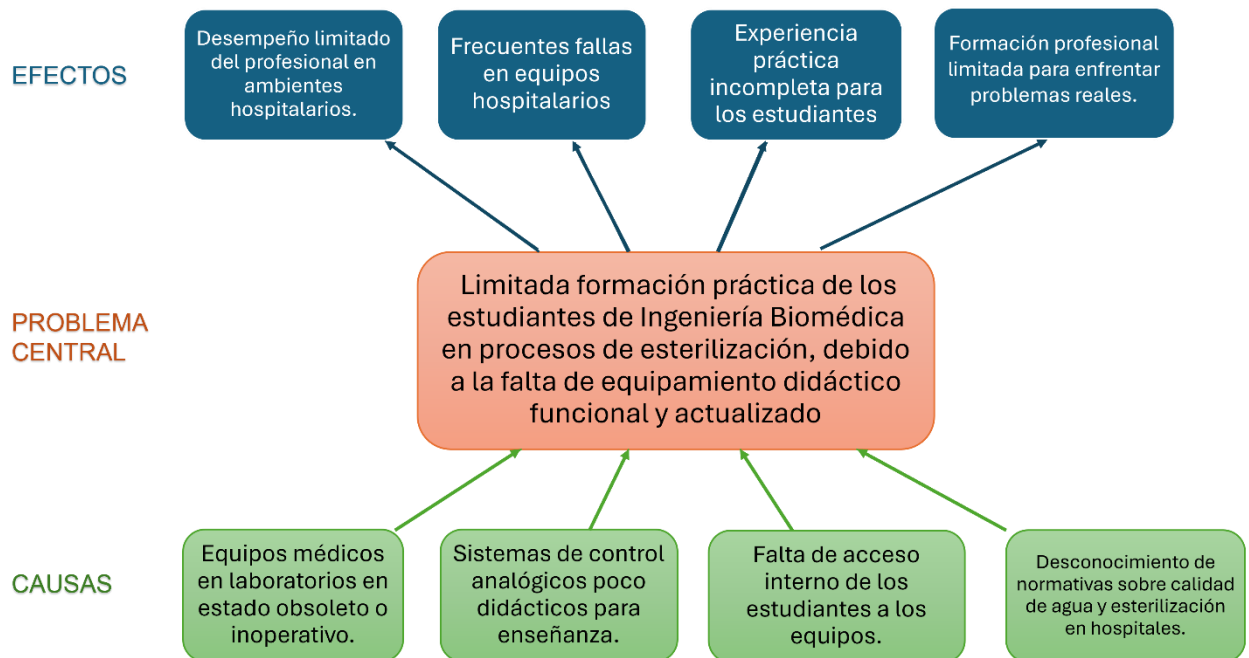 EFECTOS
Desempeño limitado
del profesional en
ambientes
hospitalarios.
Frecuentes fallas
en equipos
hospitalarios
Experiencia
práctica
incompleta para
los estudiantes
Formación profesional
limitada para enfrentar
problemas reales.
PROBLEMA
CENTRAL
Limitada formación práctica de los
estudiantes de Ingeniería Biomédica
en procesos de esterilización, debido
a la falta de equipamiento didáctico
funcional y actualizado
CAUSAS
Equipos médicos
en laboratorios en
estado obsoleto o
inoperativo.
Sistemas de control
analógicos poco
didácticos para
enseñanza.
Falta de acceso
interno de los
estudiantes a los
equipos.
Desconocimiento de
normativas sobre calidad
de agua y esterilización
en hospitales.